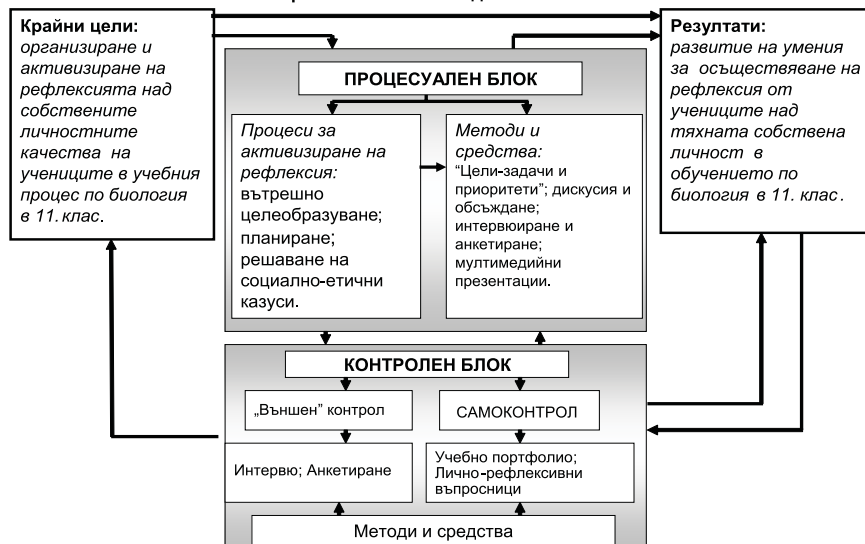 Крайни цели:
организиране и
активизиране на
рефлексията над
собствените
личностните
качества на
учениците в учебния
процес по биология
в 11. клас.
ПРОЦЕСУАЛЕН БЛОК
Процеси за
активизиране на
рефлексия:
вътрешно
целеобразуване;
планиране;
решаване на
социално-етични
казуси.
Методи и
средства:
“Цели-задачи и
приоритети”; дискусия и
обсъждане;
интервюиране и
анкетиране;
мултимедийни
презентации.
Резултати:
развитие на умения
за осъществяване на
рефлексия от
учениците над
тяхната собствена
личност в
обучението по
биология в 11. клас.
КОНТРОЛЕН БЛОК
„Външен” контрол
САМОКОНТРОЛ
Интервю; Анкетиране
Учебно портфолио;
Лично-рефлексивни
въпросници
Методи и средства